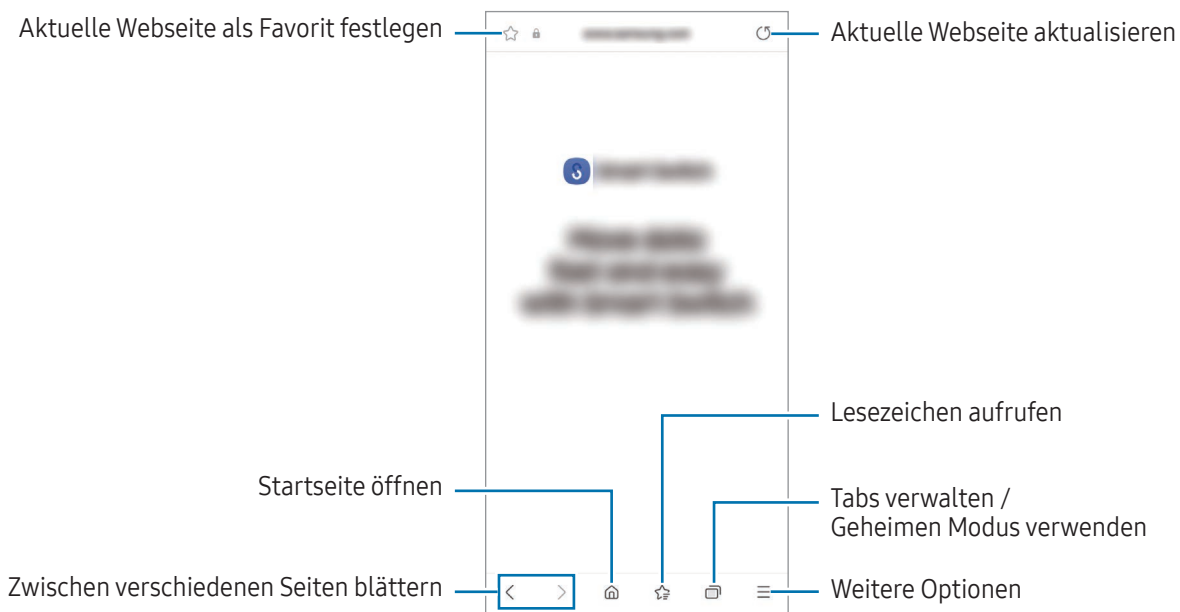 Aktuelle Webseite als Favorit festlegen
Aktuelle Webseite aktualisieren
Lesezeichen aufrufen
Startseite öffnen
Tabs verwalten /
Geheimen Modus verwenden
Zwischen verschiedenen Seiten blättern
Weitere Optionen